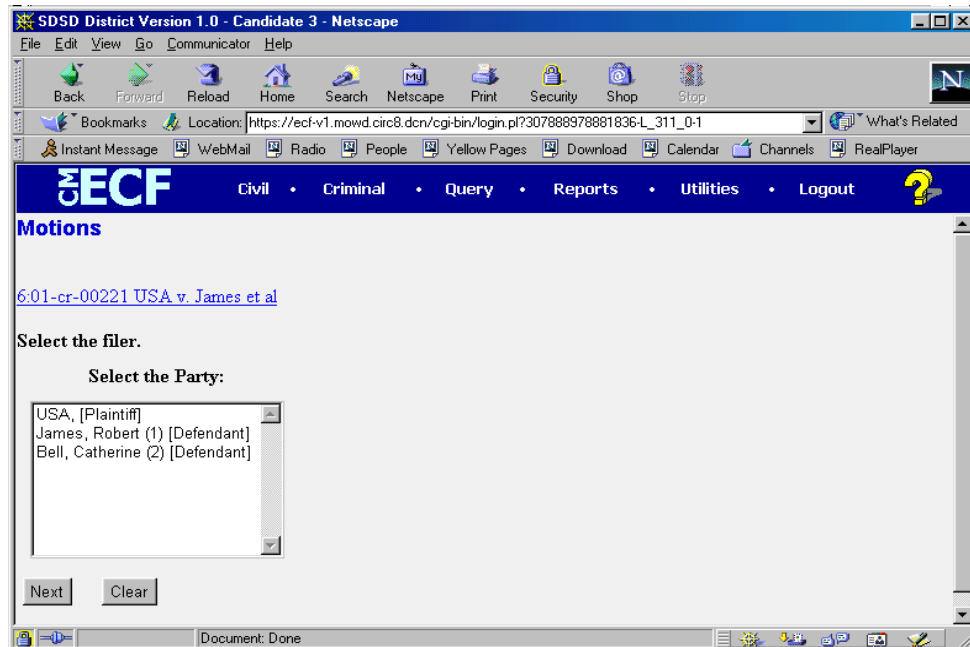 SDSD District Version 1.0 - Candidate 3 - Netscape
File Edit View Go Communicator Help
Back Forward Reload Home Search Netscape Print Security Shop Stop
My
N
Bookmarks Location: https://ecf-v1.mowd.circ8.dcn/cgi-bin/login.pl?307888978881836-L_311_0-1 What's Related
Instant Message WebMail Radio People Yellow Pages Download Calendar Channels RealPlayer
CM ECF Civil • Criminal • Query • Reports • Utilities • Logout ?
Motions
6:01-cr-00221 USA v. James et al
Select the filer.
Select the Party:
USA, [Plaintiff]
James, Robert (1) [Defendant]
Bell, Catherine (2) [Defendant]
Next Clear
Document: Done